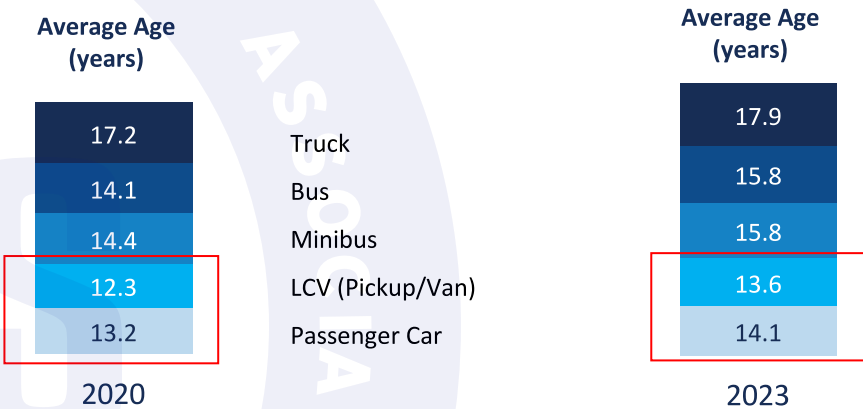 Average Age
(years)
17.2
14.1
14.4
12.3
13.2
2020
Truck
Bus
Minibus
LCV (Pickup/Van)
Passenger Car
Average Age
(years)
17.9
15.8
15.8
13.6
14.1
2023
ASSOCIA
S